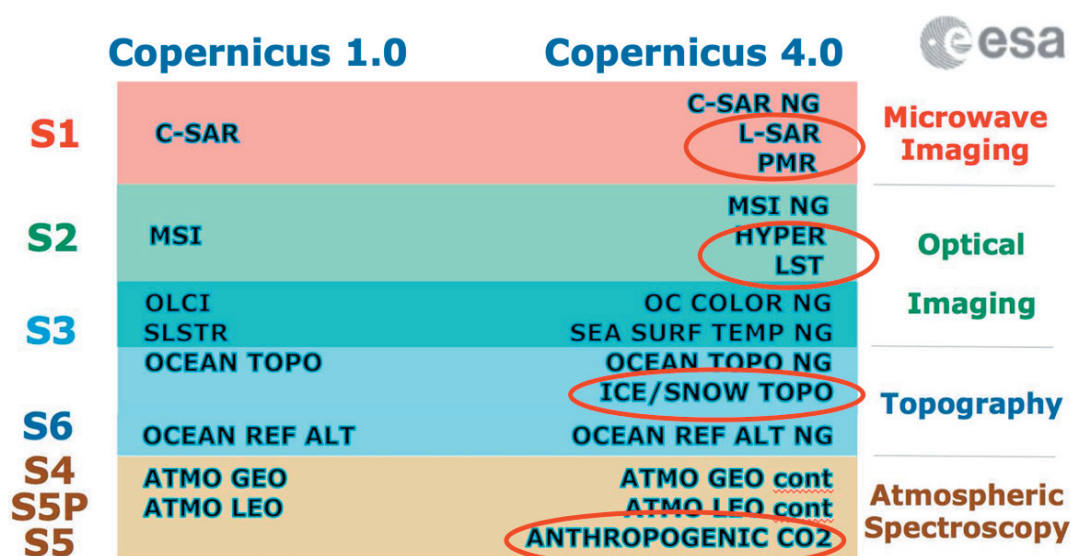 esa
Copernicus 1.0 Copernicus 4.0
C-SAR NG
S1 C-SAR L-SAR Microwave
PMR Imaging
MSI NG
S2 MSI HYPER Optical
LST
OLCI OC COLOR NG Imaging
S3 SLSTR SEA SURF TEMP NG
OCEAN TOPO OCEAN TOPO NG
ICE/SNOW TOPO Topography
S6 OCEAN REF ALT OCEAN REF ALT NG
S4 ATMO GEO ATMO GEO cont
S5P ATMO LEO ATMO LEO cont Atmospheric
S5 ANTHROPOGENIC CO2 Spectroscopy